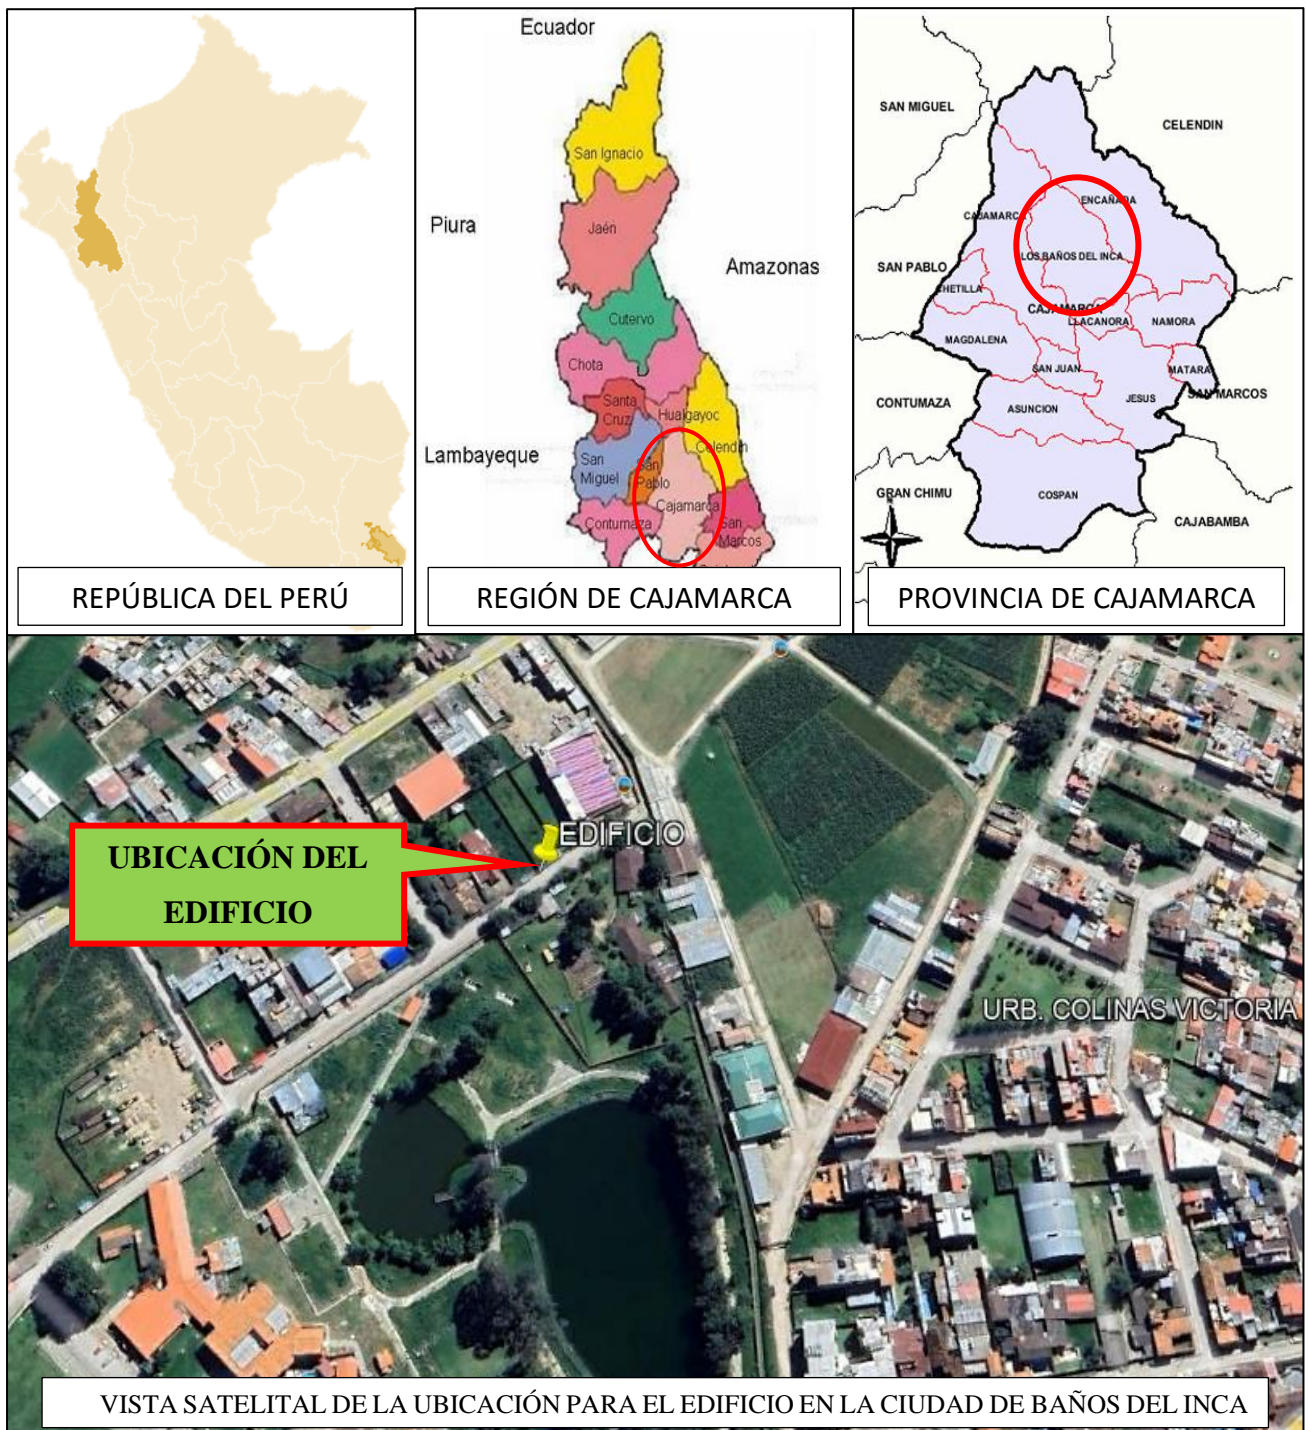 REPÚBLICA DEL PERÚ
Ecuador
San Ignacio
Piura
Jaén
Amazonas
Cutervo
Chota
Santa
Cruz
Hualgayoc
Lambayeque
San
Miguel
San
Pablo
Celendín
Cajamarca
Contumaza
San
Marcos
REGIÓN DE CAJAMARCA
SAN MIGUEL
CELENDIN
ENCAÑADA
CAJAMARCA
SAN PABLO
LOS BAÑOS DEL INCA
CHETILLA
CAJAMARCA
LLACANORA
NAMORA
MAGDALENA
SAN JUAN
MATARA
CONTUMAZA
ASUNCION
JESUS
SAN MARCOS
GRAN CHIMU
COSPAN
CAJABAMBA
PROVINCIA DE CAJAMARCA
EDIFICIO
UBICACIÓN DEL
EDIFICIO
URB. COLINAS VICTORIA
VISTA SATELITAL DE LA UBICACIÓN PARA EL EDIFICIO EN LA CIUDAD DE BAÑOS DEL INCA